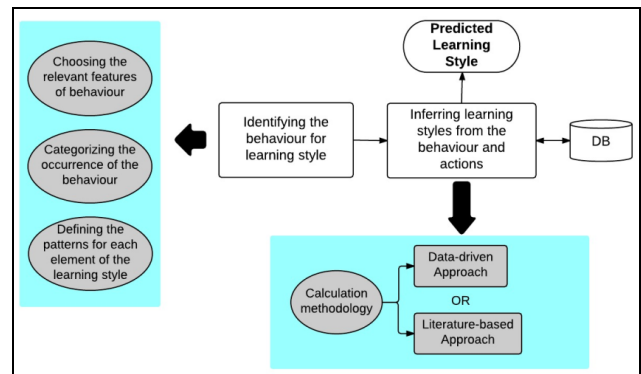 Choosing the
relevant features
of behaviour
Categorizing the
occurrence of the
behaviour
Defining the
patterns for each
element of the
learning style
Identifying the
behaviour for
learning style
Predicted
Learning
Style
Inferring learning
styles from the
behaviour and
actions
DB
Calculation
methodology
Data-driven
Approach
OR
Literature-based
Approach